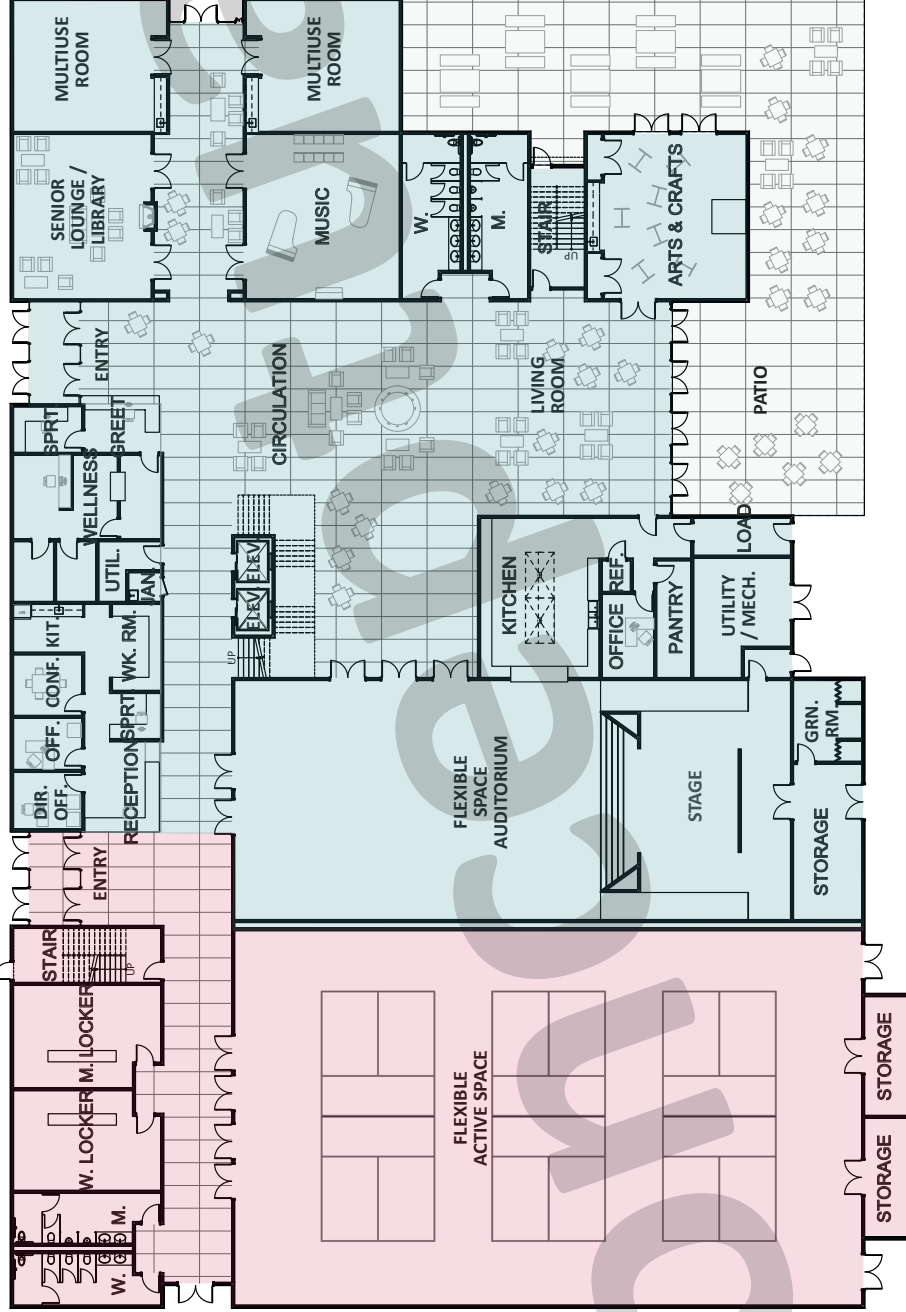 MULTIUSE
ROOM
MULTIUSE
ROOM
SENIOR
LOUNGE /
LIBRARY
MUSIC
W.
M.
STAIR
UP
ARTS & CRAFTS
ENTRY
CIRCULATION
LIVING
ROOM
PATIO
SPRT
GREET
WELLNESS
UTIL.
JAN.
ELEV
ELEV
UP
KITCHEN
REF.
OFFICE
PANTRY
LOAD
UTILITY
/ MECH.
KIT.
WK. RM.
CONF.
SPRT.
OFF.
DIR.
OFF.
RECEPTION
FLEXIBLE
SPACE
AUDITORIUM
STAGE
GRN.
RM.
STORAGE
ENTRY
STAIR
UP
M. LOCKER
W. LOCKER
M.
W.
FLEXIBLE
ACTIVE SPACE
STORAGE
STORAGE